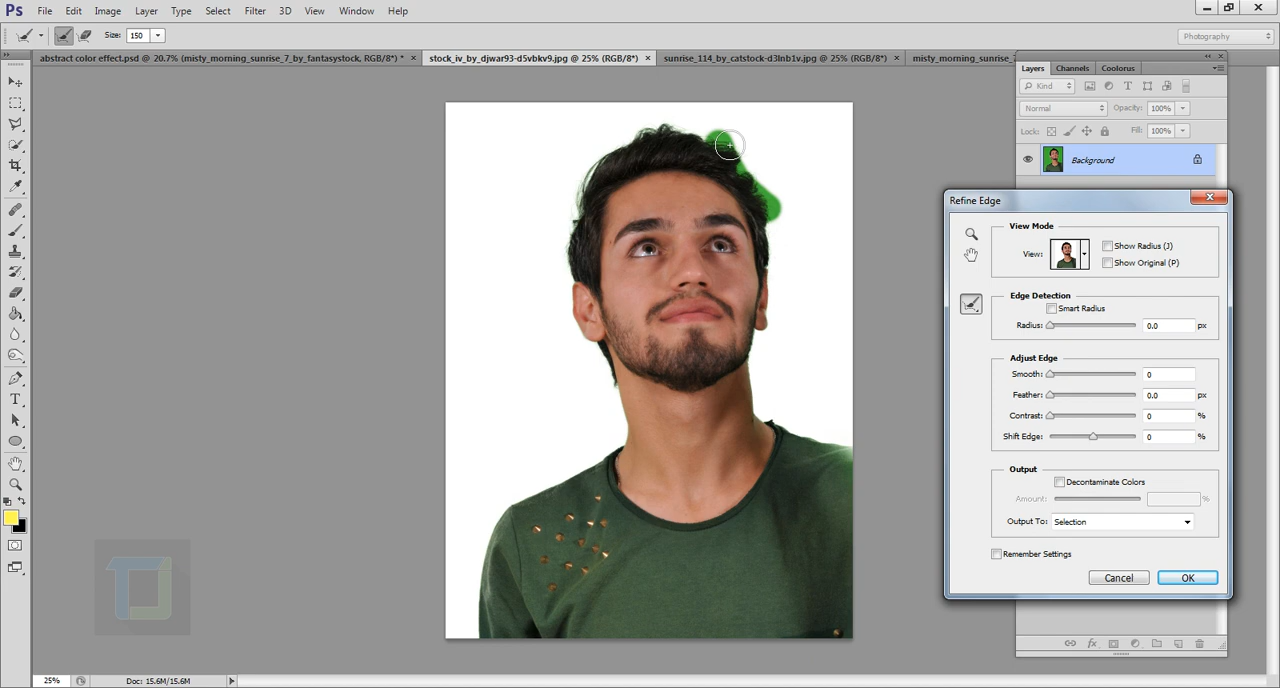 Ps File Edit Image Layer Type Select Filter 3D View Window Help
Size: 150
Photography
abstract color effect.psd @ 20.7% (misty_morning_sunrise_7_by_fantasystock, RGB/8*) * ×
stock_iv_by_djwar93-d5vbkv9.jpg @ 25% (RGB/8*) ×
sunrise_114_by_catstock-d3lnb1v.jpg @ 25% (RGB/8*) ×
misty_morning_sunrise_7
Layers Channels Coolorus
Kind
Normal Opacity: 100%
Lock: Fill: 100%
Background
Refine Edge
View Mode
View: Show Radius (J)
Show Original (P)
Edge Detection
Smart Radius
Radius: 0.0 px
Adjust Edge
Smooth: 0
Feather: 0.0 px
Contrast: 0 %
Shift Edge: 0 %
Output
Decontaminate Colors
Amount: %
Output To: Selection
Remember Settings
Cancel OK
25% Doc: 15.6M/15.6M